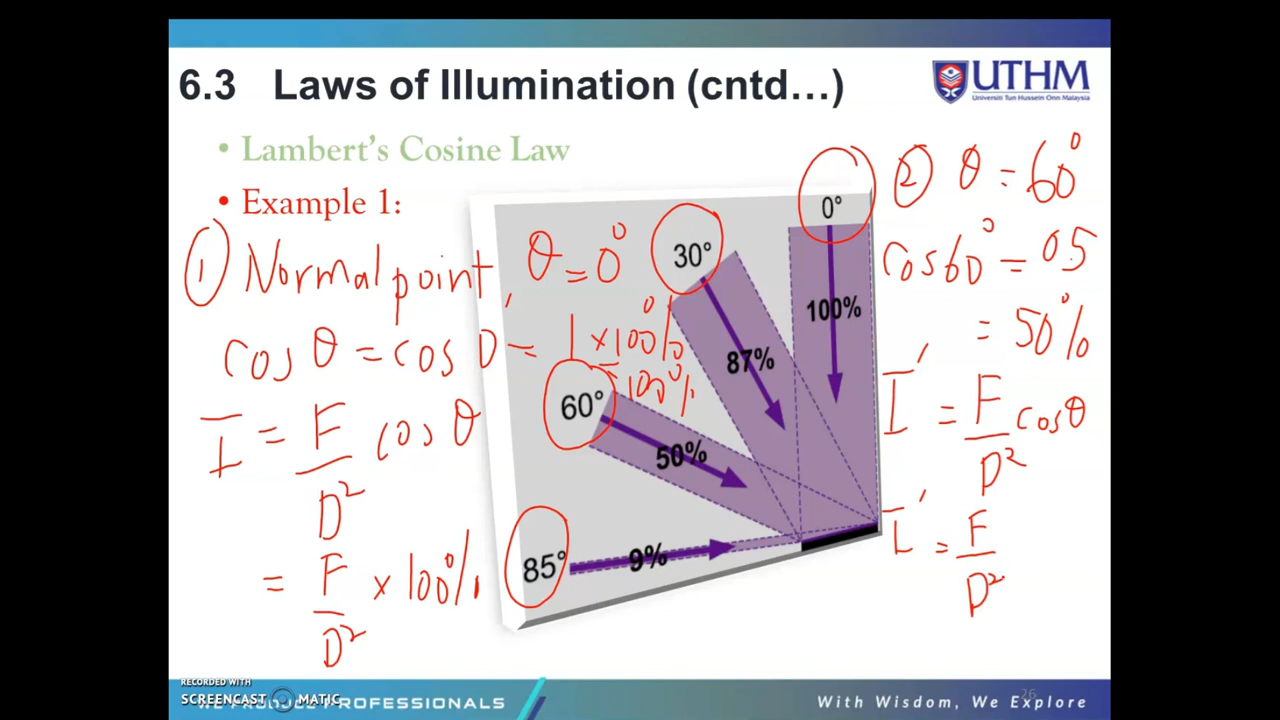 6.3 Laws of Illumination (cntd...)
UTHM
Universiti Tun Hussein Onn Malaysia
• Lambert's Cosine Law
• Example 1:
① Normal point, θ = 0°
cos θ = cos 0 = 1 × 100%
= 100%
I = F/D² cos θ
= F/D² × 100%
0°
30°
60°
85°
100%
87%
50%
9%
② θ = 60°
cos 60° = 0.5
= 50%
I' = F/D² cos θ
I' = F/D²
RECORDED WITH
SCREENCAST MATIC
WE PRODUCE PROFESSIONALS
With Wisdom, We Explore
26